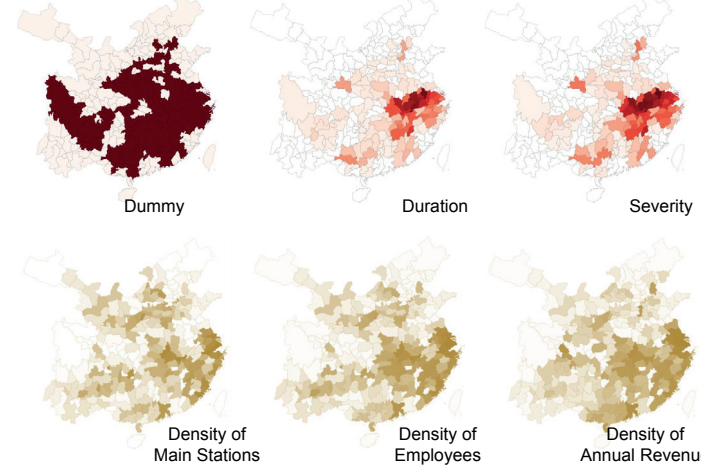 Dummy
Duration
Severity
Density of
Main Stations
Density of
Employees
Density of
Annual Revenu